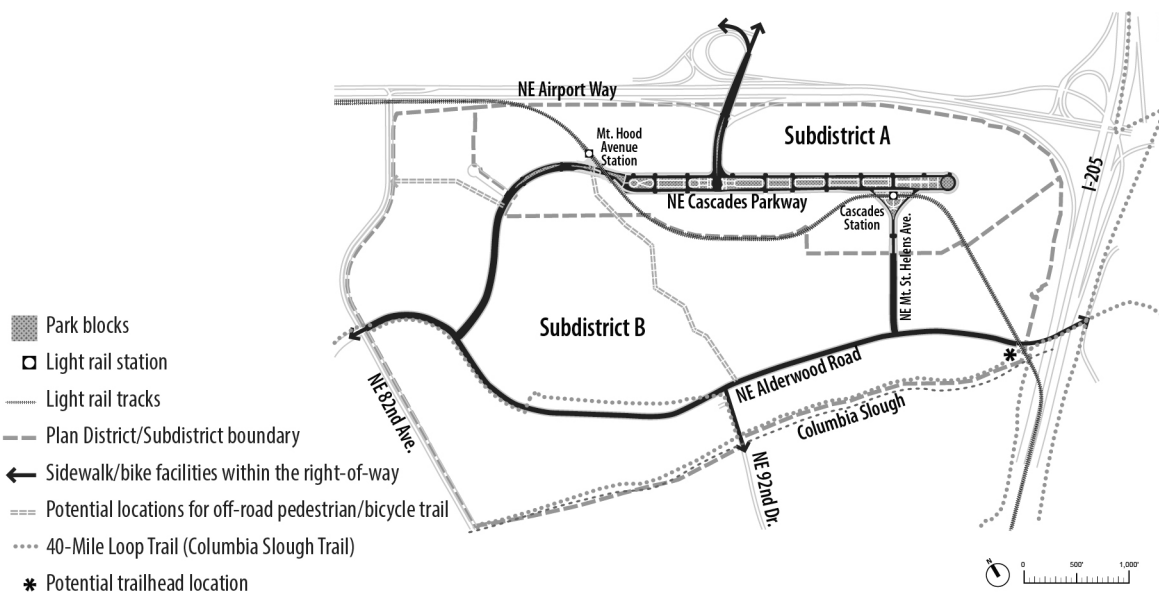 NE Airport Way
Mt. Hood
Avenue
Station
Subdistrict A
I-205
NE Cascades Parkway
Cascades
Station
NE Mt. St. Helens Ave.
Subdistrict B
NE Alderwood Road
Columbia Slough
NE 82nd Ave.
NE 92nd Dr.
Park blocks
Light rail station
Light rail tracks
Plan District/Subdistrict boundary
Sidewalk/bike facilities within the right-of-way
Potential locations for off-road pedestrian/bicycle trail
40-Mile Loop Trail (Columbia Slough Trail)
Potential trailhead location
N
0 500' 1,000'